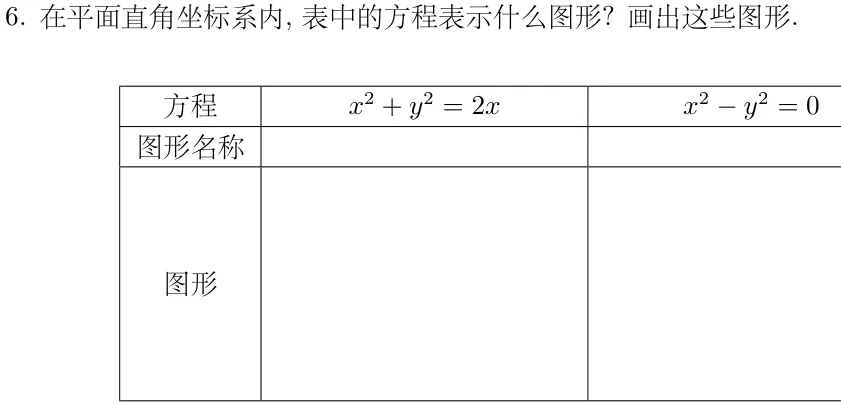 6. 在平面直角坐标系内, 表中的方程表示什么图形? 画出这些图形.
方程 x² + y² = 2x x² − y² = 0
图形名称
图形